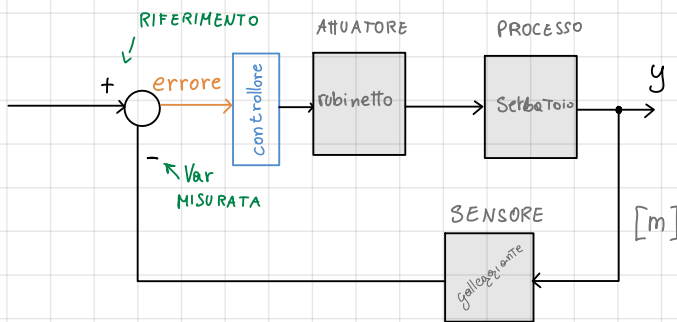 RIFERIMENTO
ATTUATORE
PROCESSO
+
errore
controllore
rubinetto
Serbatoio
y
-
Var
MISURATA
SENSORE
[m]
galleggiante